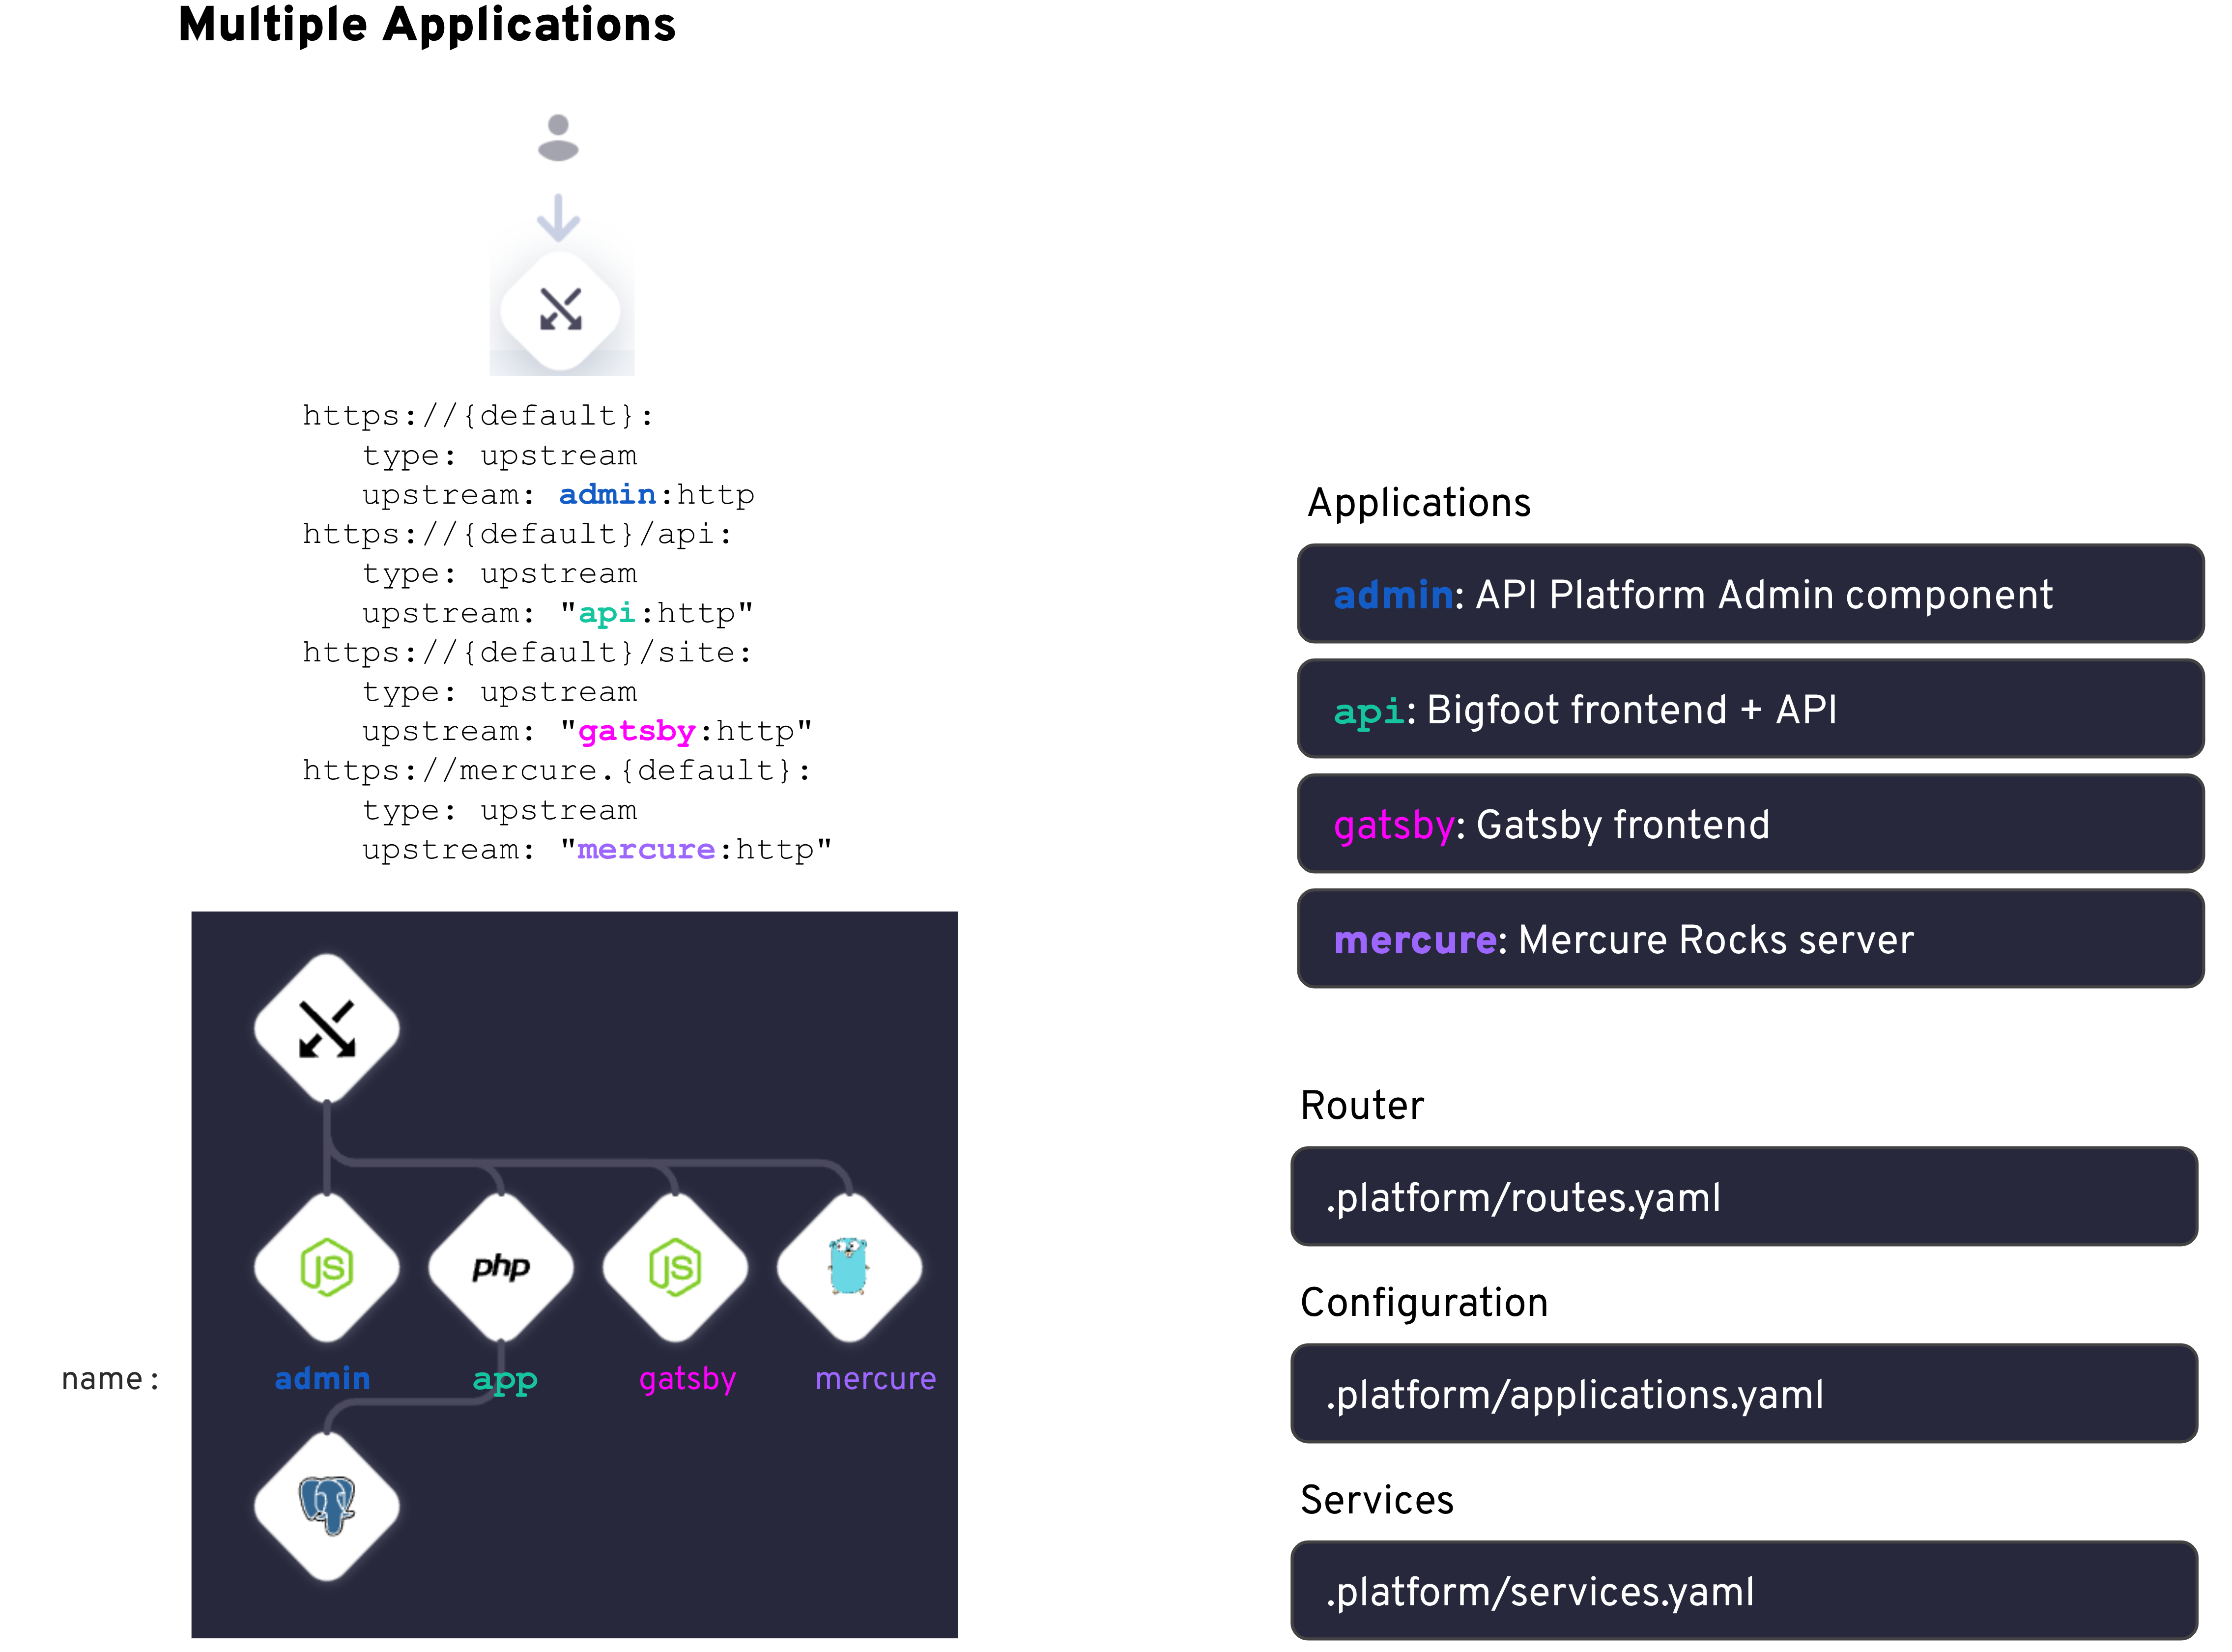 Multiple Applications
https://{default}:
type: upstream
upstream: admin:http
https://{default}/api:
type: upstream
upstream: "api:http"
https://{default}/site:
type: upstream
upstream: "gatsby:http"
https://mercure.{default}:
type: upstream
upstream: "mercure:http"
JS
php
JS
name: admin app gatsby mercure
Applications
admin: API Platform Admin component
api: Bigfoot frontend + API
gatsby: Gatsby frontend
mercure: Mercure Rocks server
Router
.platform/routes.yaml
Configuration
.platform/applications.yaml
Services
.platform/services.yaml